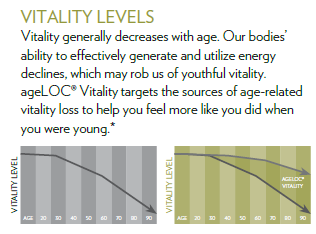 VITALITY LEVELS
Vitality generally decreases with age. Our bodies’
ability to effectively generate and utilize energy
declines, which may rob us of youthful vitality.
ageLOC® Vitality targets the sources of age-related
vitality loss to help you feel more like you did when
you were young.*
VITALITY LEVEL
AGE 20 30 40 50 60 70 80 90
VITALITY LEVEL
AGELOC®
VITALITY
AGE 20 30 40 50 60 70 80 90